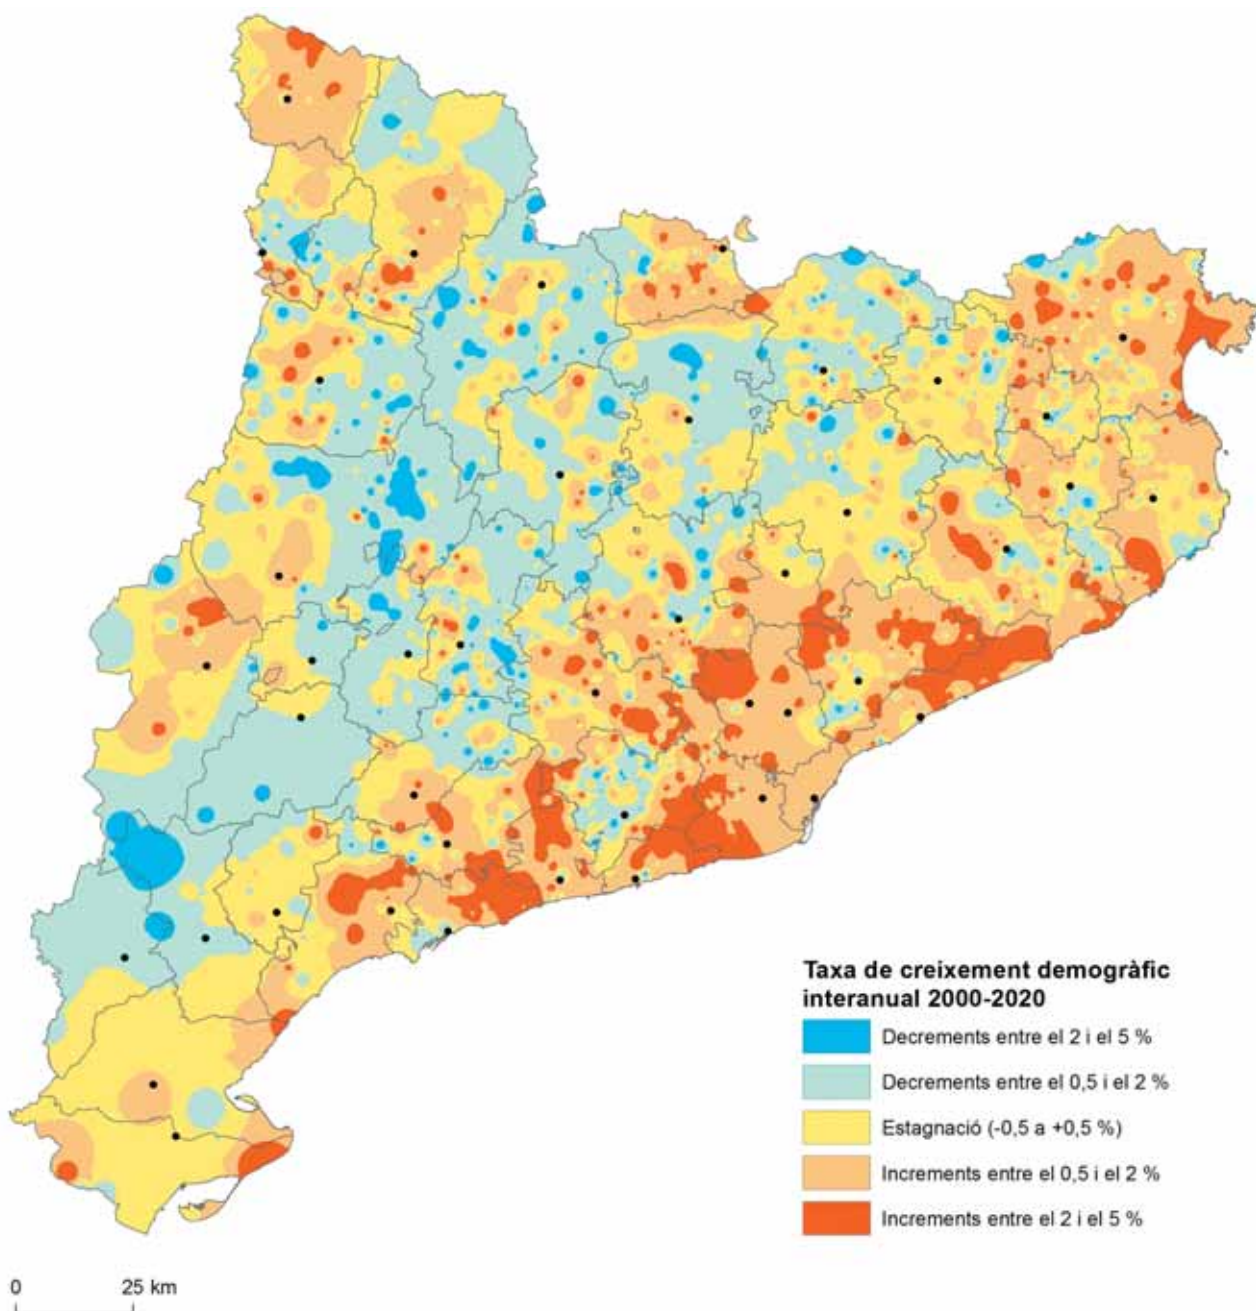 Taxa de creixement demogràfic
interanual 2000-2020
Decrements entre el 2 i el 5 %
Decrements entre el 0,5 i el 2 %
Estagnació (-0,5 a +0,5 %)
Increments entre el 0,5 i el 2 %
Increments entre el 2 i el 5 %
0 25 km